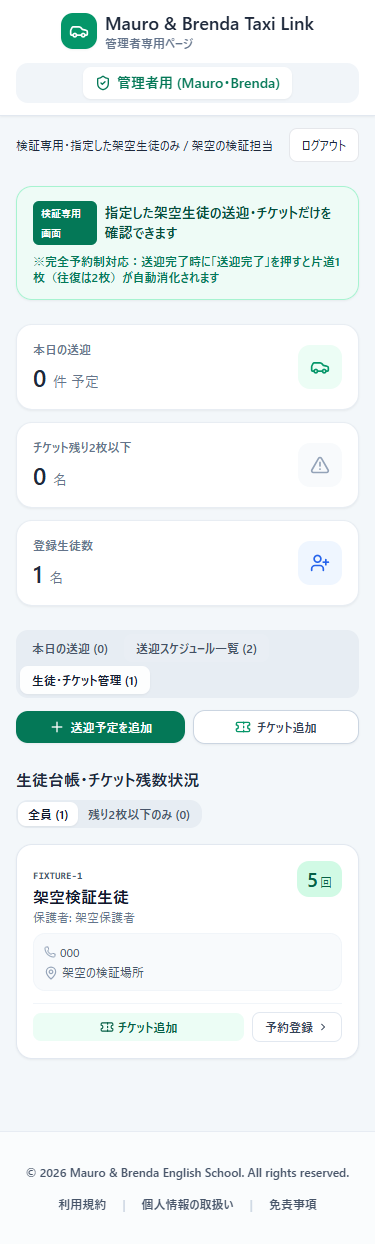 Mauro & Brenda Taxi Link
管理者専用ページ
管理者用 (Mauro・Brenda)
検証専用・指定した架空生徒のみ / 架空の検証担当
ログアウト
検証専用
画面
指定した架空生徒の送迎・チケットだけを
確認できます
※完全予約制対応：送迎完了時に「送迎完了」を押すと片道1
枚（往復は2枚）が自動消化されます
本日の送迎
0 件 予定
チケット残り2枚以下
0 名
登録生徒数
1 名
本日の送迎 (0)
送迎スケジュール一覧 (2)
生徒・チケット管理 (1)
送迎予定を追加
チケット追加
生徒台帳・チケット残数状況
全員 (1)
残り2枚以下のみ (0)
FIXTURE-1
5 回
架空検証生徒
保護者: 架空保護者
000
架空の検証場所
チケット追加
予約登録
© 2026 Mauro & Brenda English School. All rights reserved.
利用規約 | 個人情報の取扱い | 免責事項